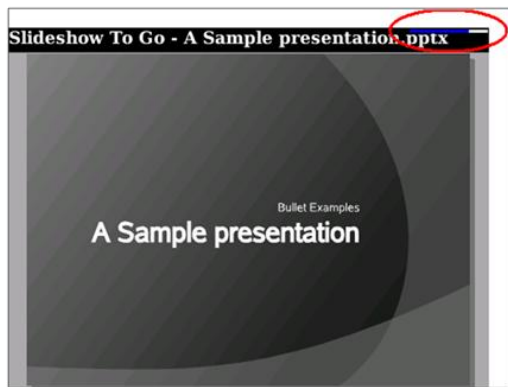 Slideshow To Go - A Sample presentation.pptx
Bullet Examples
A Sample presentation